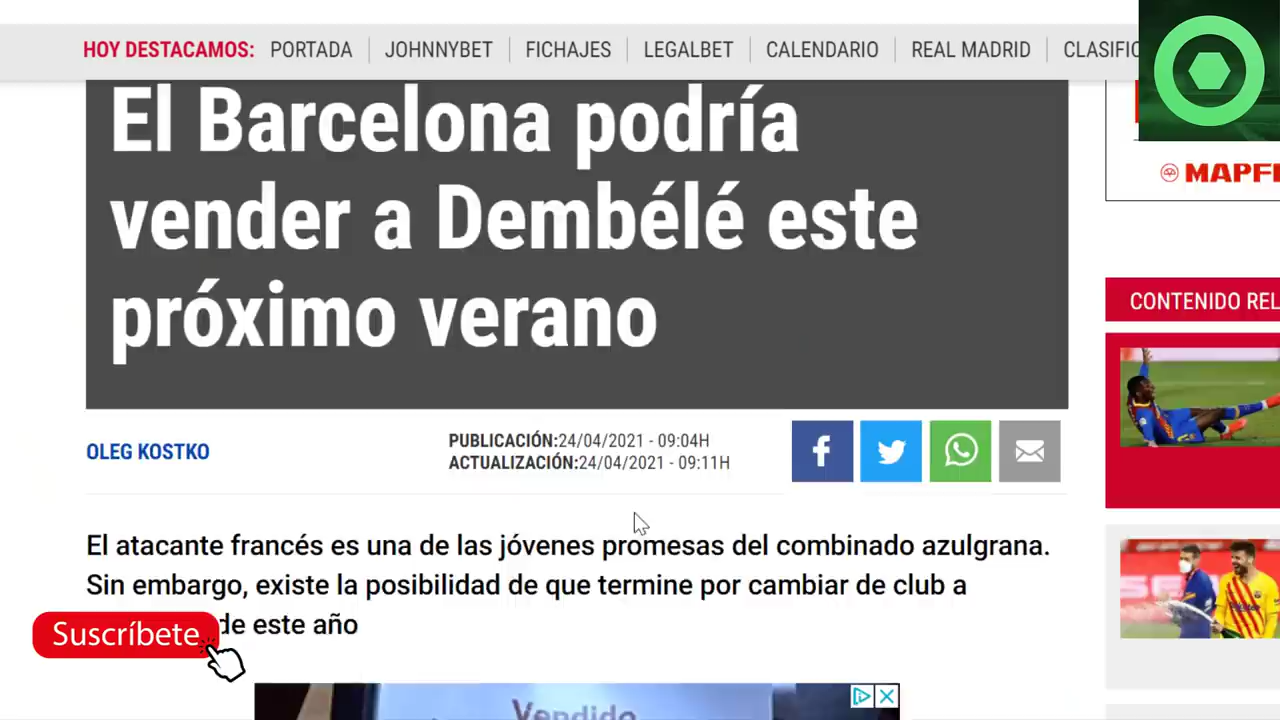 HOY DESTACAMOS: PORTADA JOHNNYBET FICHAJES LEGALBET CALENDARIO REAL MADRID
El Barcelona podría
vender a Dembélé este
próximo verano
MAPF
CONTENIDO REL
OLEG KOSTKO
PUBLICACIÓN:24/04/2021 - 09:04H
ACTUALIZACIÓN:24/04/2021 - 09:11H
El atacante francés es una de las jóvenes promesas del combinado azulgrana.
Sin embargo, existe la posibilidad de que termine por cambiar de club a
de este año
Suscríbete
Vendido